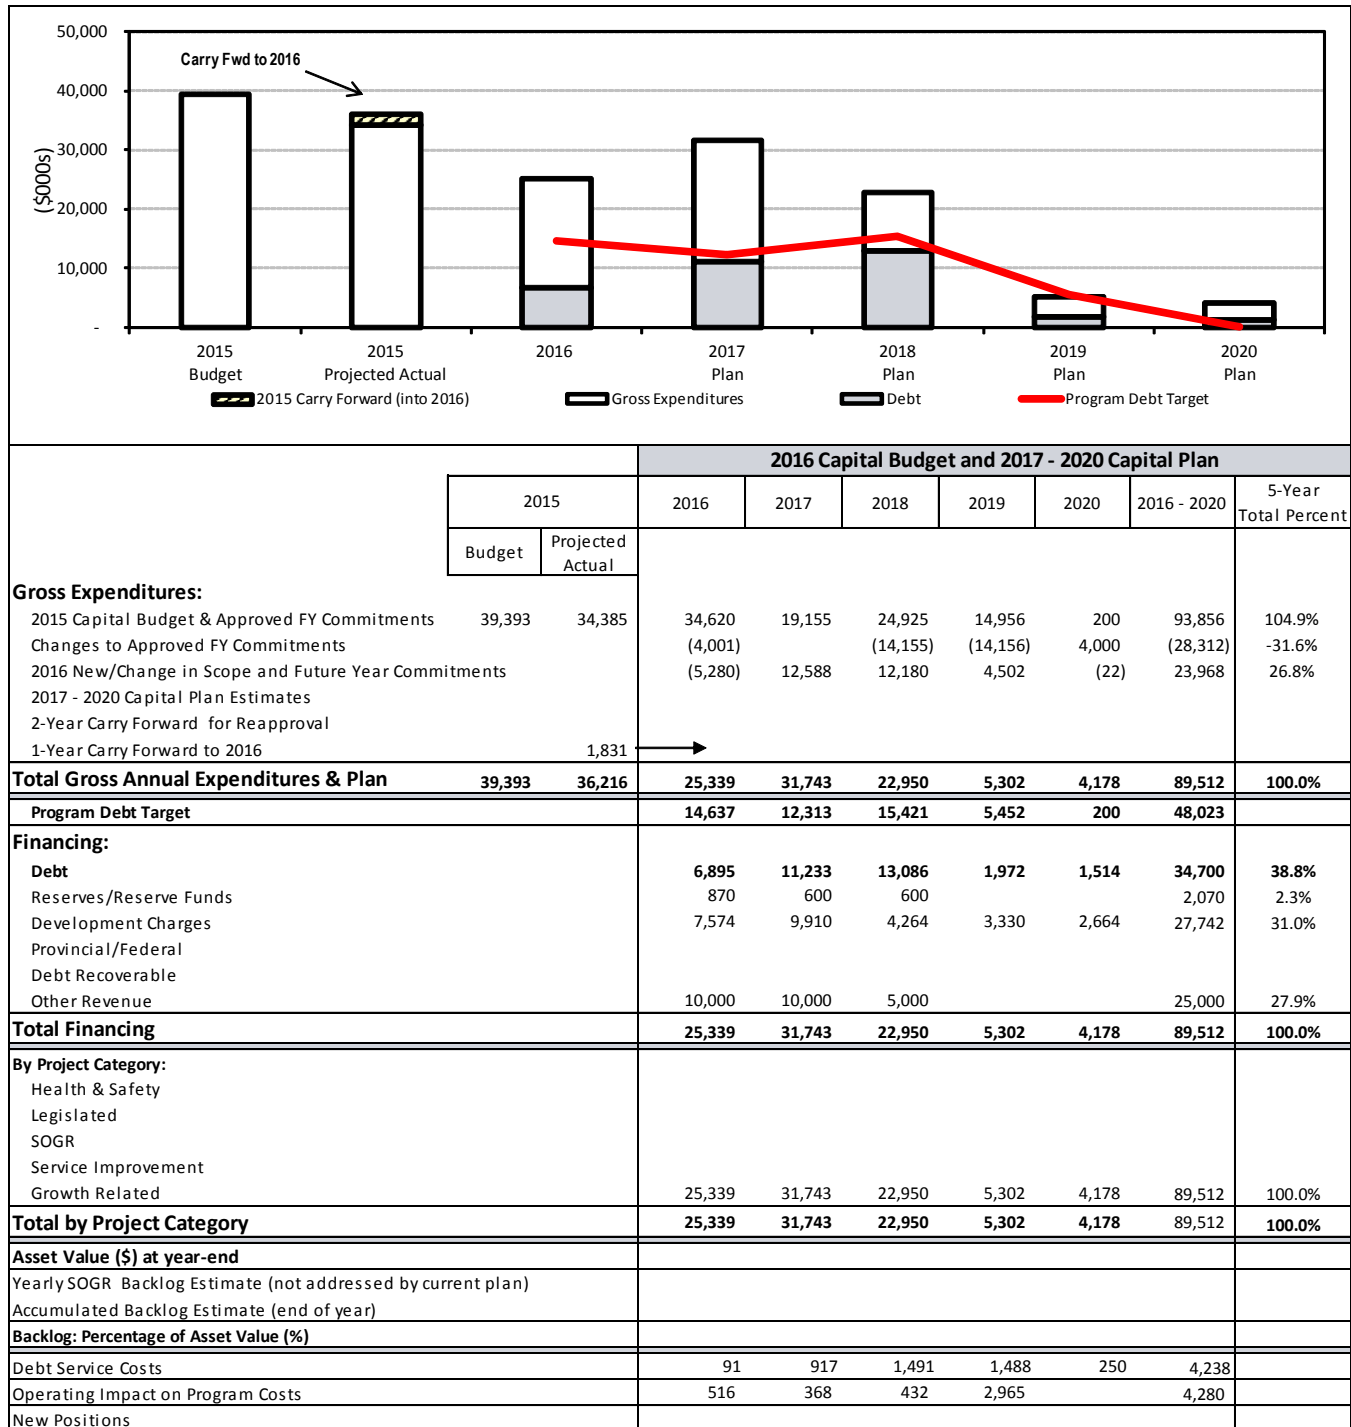 50,000
Carry Fwd to 2016
40,000
30,000
($000s)
20,000
10,000
-
2015 2015 2016 2017 2018 2019 2020
Budget Projected Actual Plan Plan Plan Plan
2015 Carry Forward (into 2016) Gross Expenditures Debt Program Debt Target
2016 Capital Budget and 2017 - 2020 Capital Plan
2015 2016 2017 2018 2019 2020 2016 - 2020 5-Year
Total Percent
Budget Projected
Actual
Gross Expenditures:
2015 Capital Budget & Approved FY Commitments 39,393 34,385 34,620 19,155 24,925 14,956 200 93,856 104.9%
Changes to Approved FY Commitments (4,001) (14,155) (14,156) 4,000 (28,312) -31.6%
2016 New/Change in Scope and Future Year Commitments (5,280) 12,588 12,180 4,502 (22) 23,968 26.8%
2017 - 2020 Capital Plan Estimates
2-Year Carry Forward for Reapproval
1-Year Carry Forward to 2016 1,831
Total Gross Annual Expenditures & Plan 39,393 36,216 25,339 31,743 22,950 5,302 4,178 89,512 100.0%
Program Debt Target 14,637 12,313 15,421 5,452 200 48,023
Financing:
Debt 6,895 11,233 13,086 1,972 1,514 34,700 38.8%
Reserves/Reserve Funds 870 600 600 2,070 2.3%
Development Charges 7,574 9,910 4,264 3,330 2,664 27,742 31.0%
Provincial/Federal
Debt Recoverable
Other Revenue 10,000 10,000 5,000 25,000 27.9%
Total Financing 25,339 31,743 22,950 5,302 4,178 89,512 100.0%
By Project Category:
Health & Safety
Legislated
SOGR
Service Improvement
Growth Related 25,339 31,743 22,950 5,302 4,178 89,512 100.0%
Total by Project Category 25,339 31,743 22,950 5,302 4,178 89,512 100.0%
Asset Value ($) at year-end
Yearly SOGR Backlog Estimate (not addressed by current plan)
Accumulated Backlog Estimate (end of year)
Backlog: Percentage of Asset Value (%)
Debt Service Costs 91 917 1,491 1,488 250 4,238
Operating Impact on Program Costs 516 368 432 2,965 4,280
New Positions